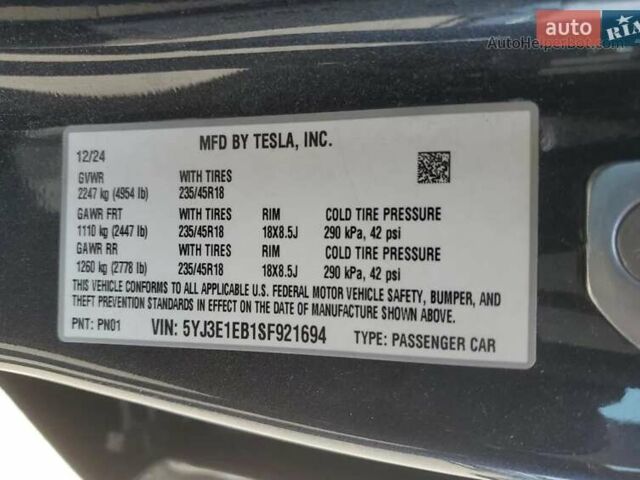 auto RIA
AutoHelperbot.com
MFD BY TESLA, INC.
12/24
GVWR WITH TIRES
2247 kg (4954 lb) 235/45R18
GAWR FRT WITH TIRES RIM COLD TIRE PRESSURE
1110 kg (2447 lb) 235/45R18 18X8.5J 290 kPa, 42 psi
GAWR RR WITH TIRES RIM COLD TIRE PRESSURE
1260 kg (2778 lb) 235/45R18 18X8.5J 290 kPa, 42 psi
THIS VEHICLE CONFORMS TO ALL APPLICABLE U.S. FEDERAL MOTOR VEHICLE SAFETY, BUMPER, AND
THEFT PREVENTION STANDARDS IN EFFECT ON THE DATE OF MANUFACTURE SHOWN ABOVE.
PNT: PN01 VIN: 5YJ3E1EB1SF921694 TYPE: PASSENGER CAR